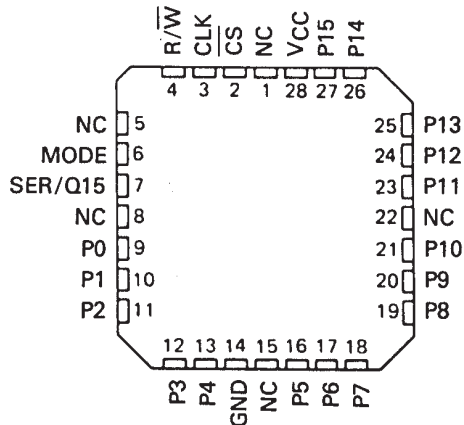 R/W̅ CLK C̅S̅ NC VCC P15 P14
4 3 2 1 28 27 26
NC 5 25 P13
MODE 6 24 P12
SER/Q15 7 23 P11
NC 8 22 NC
P0 9 21 P10
P1 10 20 P9
P2 11 19 P8
12 13 14 15 16 17 18
P3 P4 GND NC P5 P6 P7